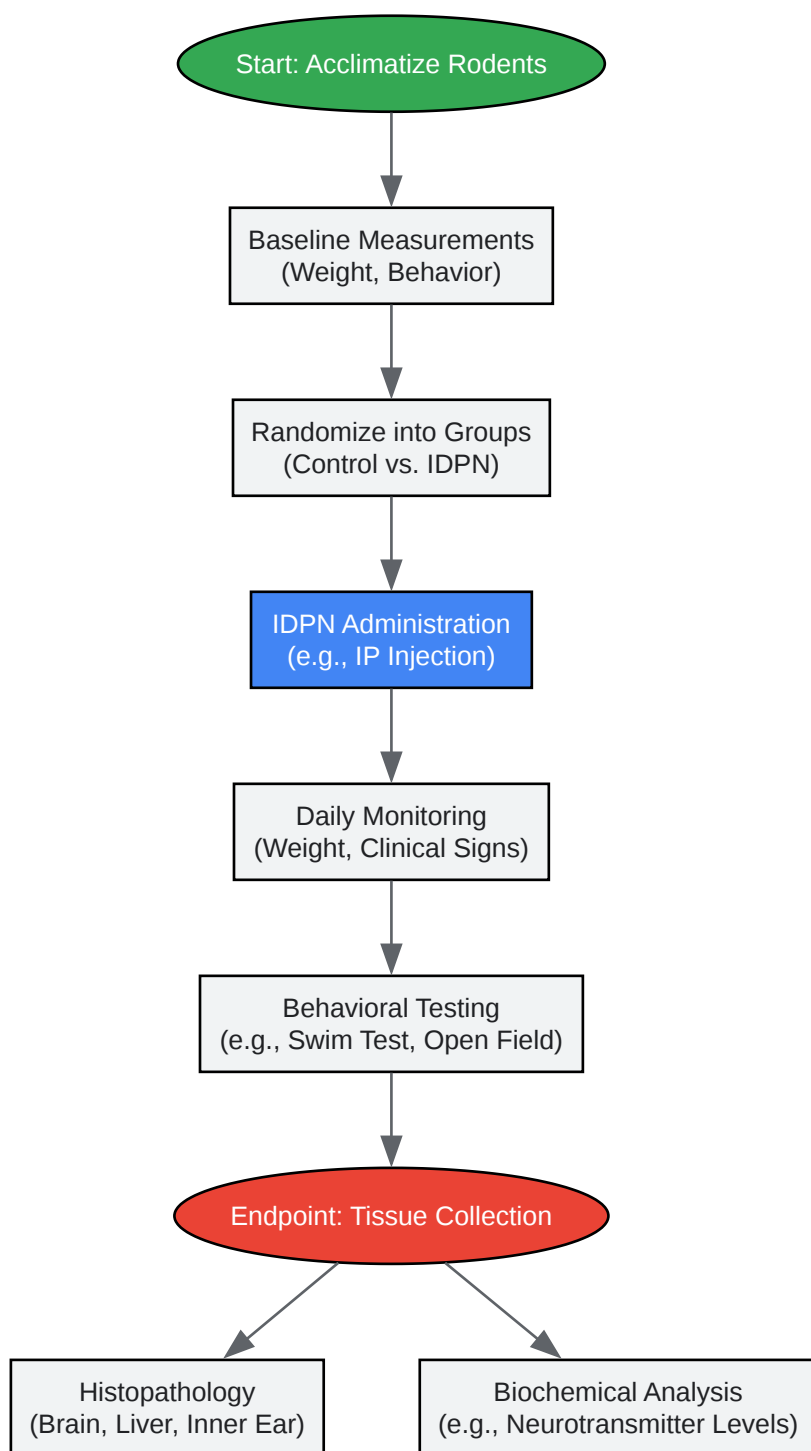 Start: Acclimatize Rodents
Baseline Measurements
(Weight, Behavior)
Randomize into Groups
(Control vs. IDPN)
IDPN Administration
(e.g., IP Injection)
Daily Monitoring
(Weight, Clinical Signs)
Behavioral Testing
(e.g., Swim Test, Open Field)
Endpoint: Tissue Collection
Histopathology
(Brain, Liver, Inner Ear)
Biochemical Analysis
(e.g., Neurotransmitter Levels)